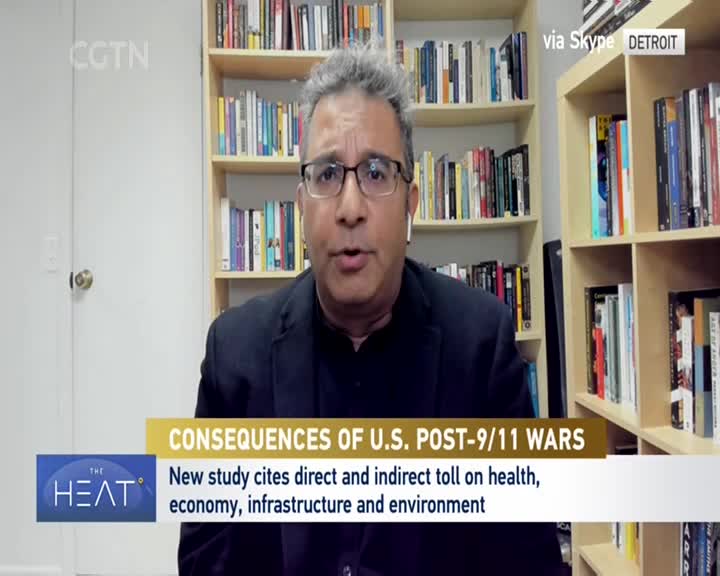 CGTN
via Skype DETROIT
CONSEQUENCES OF U.S. POST-9/11 WARS
THE
HEAT
New study cites direct and indirect toll on health,
economy, infrastructure and environment